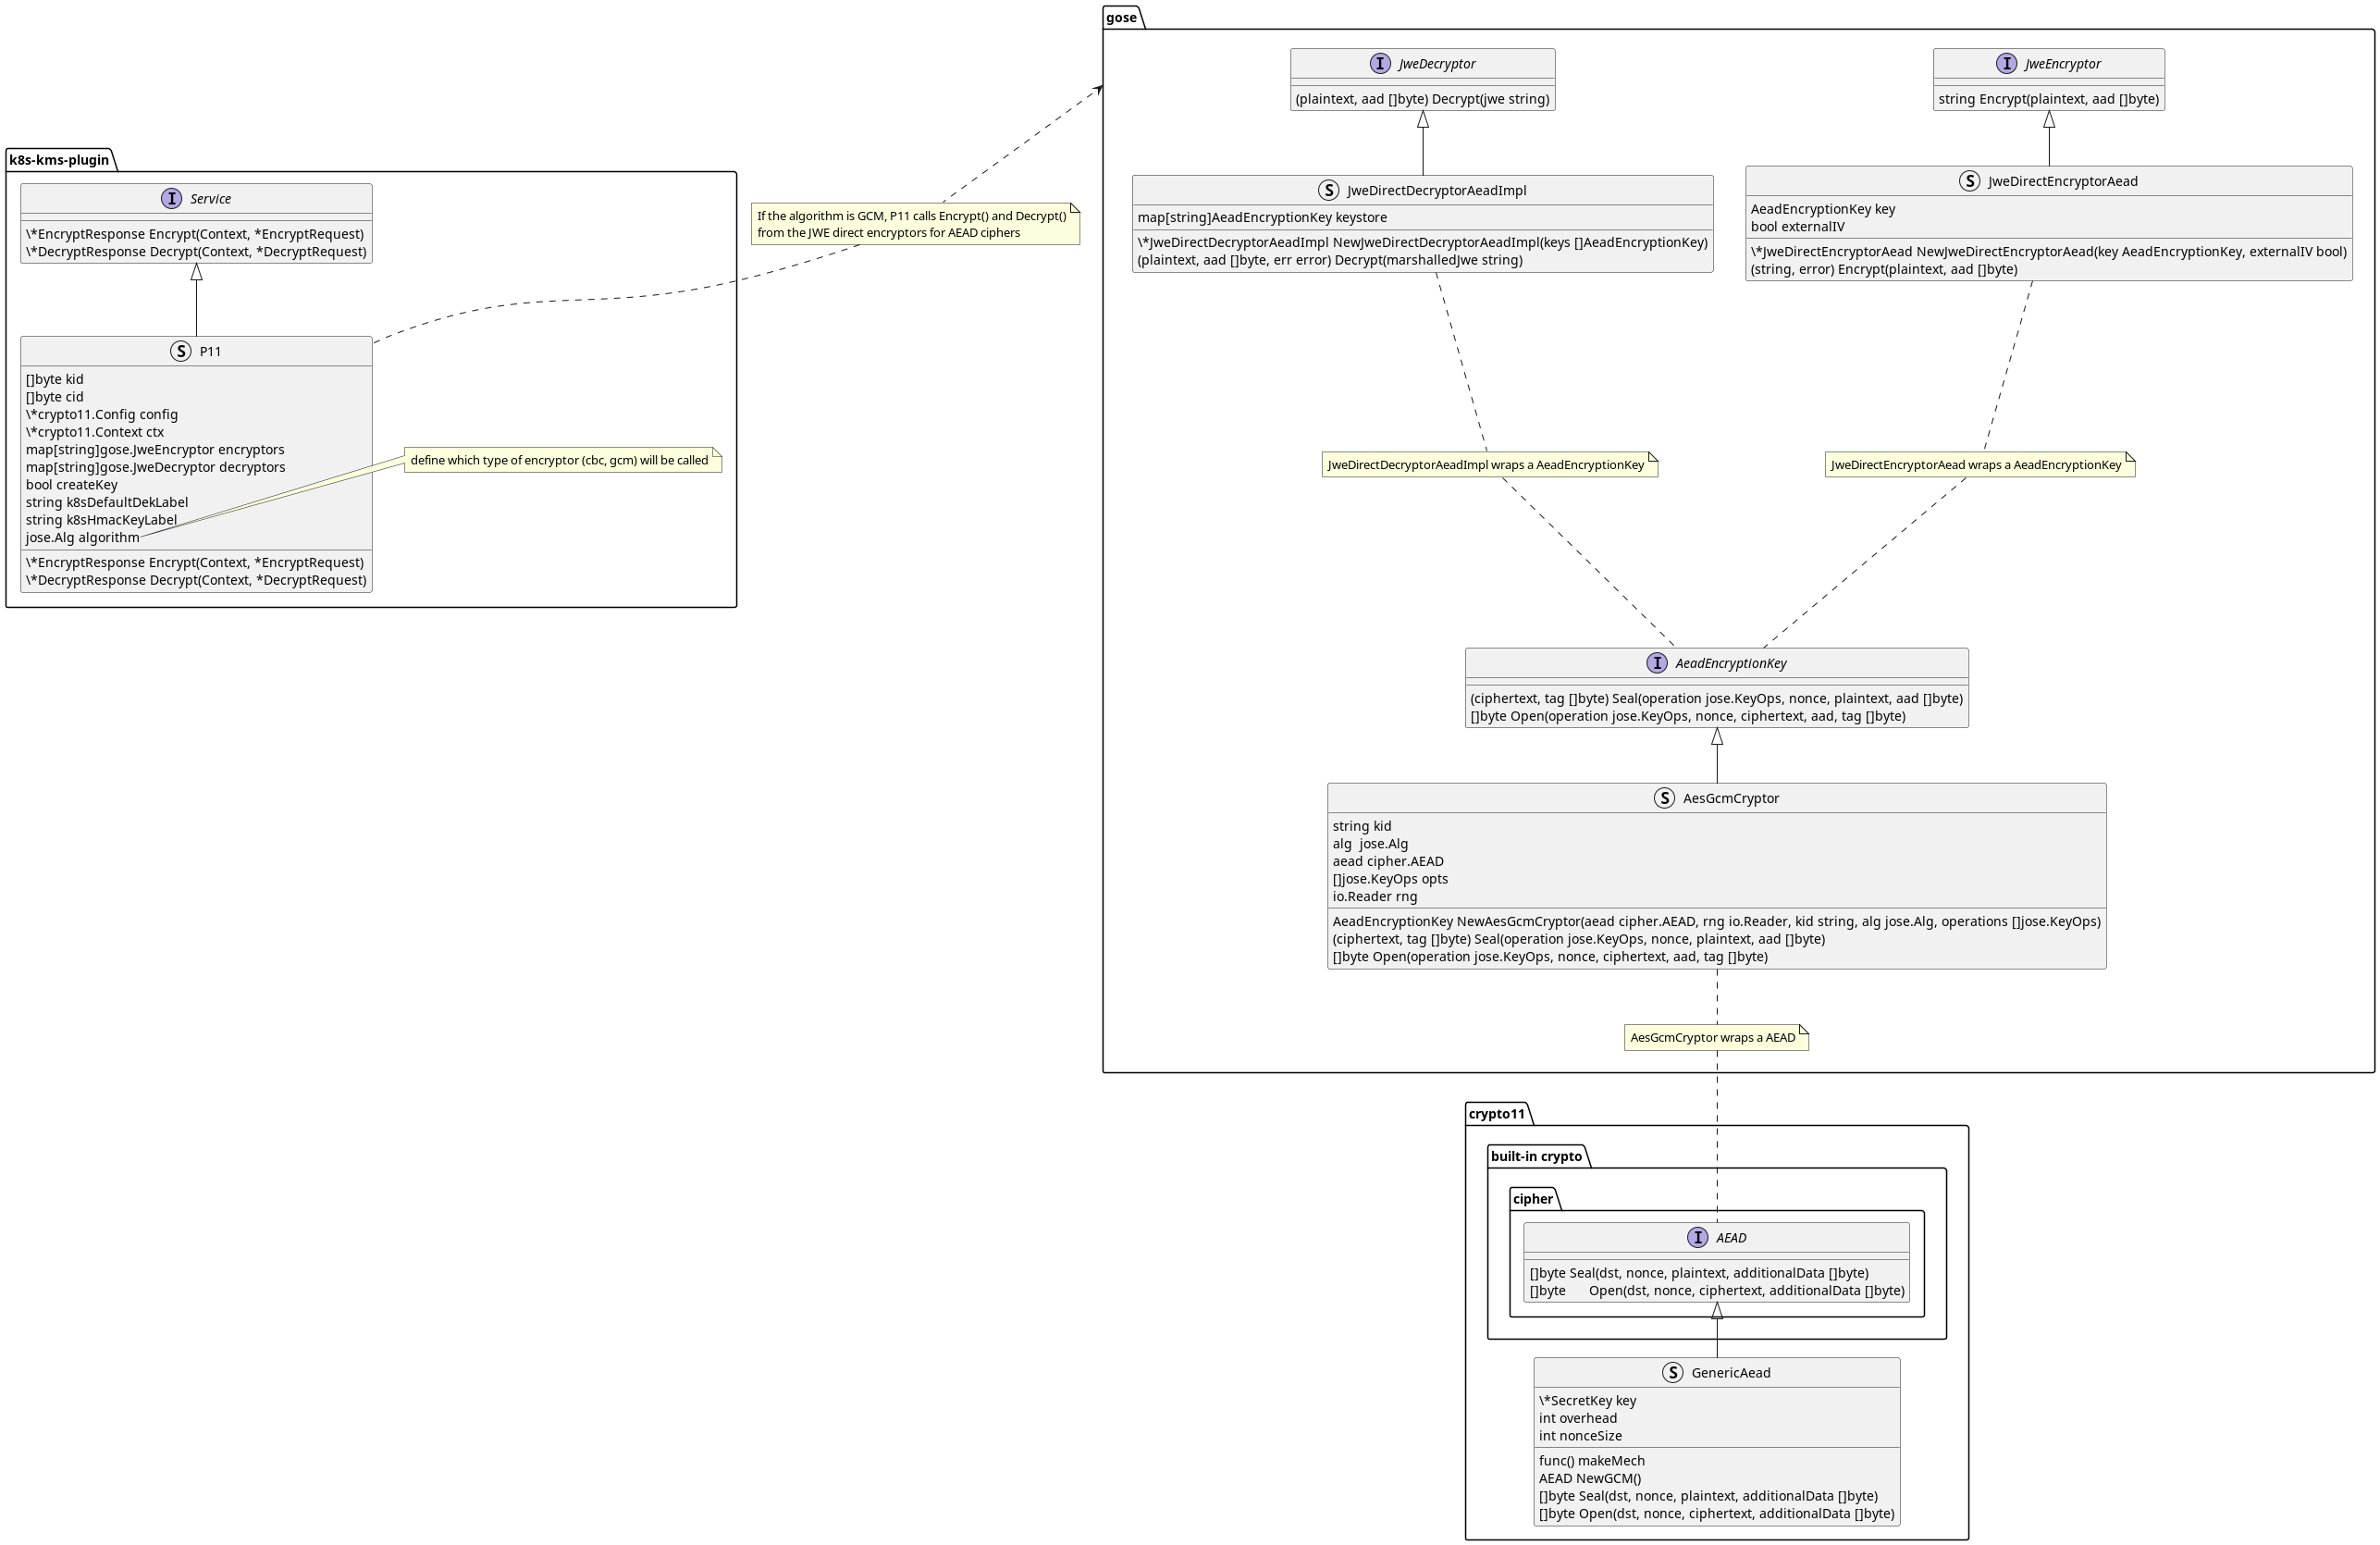 gose
I JweDecryptor
(plaintext, aad []byte) Decrypt(jwe string)
I JweEncryptor
string Encrypt(plaintext, aad []byte)
k8s-kms-plugin
I Service
\*EncryptResponse Encrypt(Context, *EncryptRequest)
\*DecryptResponse Decrypt(Context, *DecryptRequest)
If the algorithm is GCM, P11 calls Encrypt() and Decrypt()
from the JWE direct encryptors for AEAD ciphers
S JweDirectDecryptorAeadImpl
map[string]AeadEncryptionKey keystore
\*JweDirectDecryptorAeadImpl NewJweDirectDecryptorAeadImpl(keys []AeadEncryptionKey)
(plaintext, aad []byte, err error) Decrypt(marshalledJwe string)
S JweDirectEncryptorAead
AeadEncryptionKey key
bool externalIV
\*JweDirectEncryptorAead NewJweDirectEncryptorAead(key AeadEncryptionKey, externalIV bool)
(string, error) Encrypt(plaintext, aad []byte)
S P11
[]byte kid
[]byte cid
\*crypto11.Config config
\*crypto11.Context ctx
map[string]gose.JweEncryptor encryptors
map[string]gose.JweDecryptor decryptors
bool createKey
string k8sDefaultDekLabel
string k8sHmacKeyLabel
jose.Alg algorithm
\*EncryptResponse Encrypt(Context, *EncryptRequest)
\*DecryptResponse Decrypt(Context, *DecryptRequest)
define which type of encryptor (cbc, gcm) will be called
JweDirectDecryptorAeadImpl wraps a AeadEncryptionKey
JweDirectEncryptorAead wraps a AeadEncryptionKey
I AeadEncryptionKey
(ciphertext, tag []byte) Seal(operation jose.KeyOps, nonce, plaintext, aad []byte)
[]byte Open(operation jose.KeyOps, nonce, ciphertext, aad, tag []byte)
S AesGcmCryptor
string kid
alg  jose.Alg
aead cipher.AEAD
[]jose.KeyOps opts
io.Reader rng
AeadEncryptionKey NewAesGcmCryptor(aead cipher.AEAD, rng io.Reader, kid string, alg jose.Alg, operations []jose.KeyOps)
(ciphertext, tag []byte) Seal(operation jose.KeyOps, nonce, plaintext, aad []byte)
[]byte Open(operation jose.KeyOps, nonce, ciphertext, aad, tag []byte)
AesGcmCryptor wraps a AEAD
crypto11
built-in crypto
cipher
I AEAD
[]byte Seal(dst, nonce, plaintext, additionalData []byte)
[]byte      Open(dst, nonce, ciphertext, additionalData []byte)
S GenericAead
\*SecretKey key
int overhead
int nonceSize
func() makeMech
AEAD NewGCM()
[]byte Seal(dst, nonce, plaintext, additionalData []byte)
[]byte Open(dst, nonce, ciphertext, additionalData []byte)